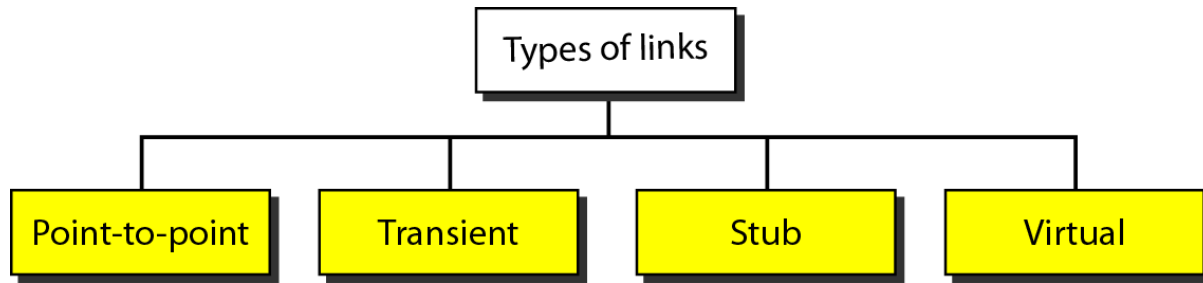 Types of links
Point-to-point
Transient
Stub
Virtual